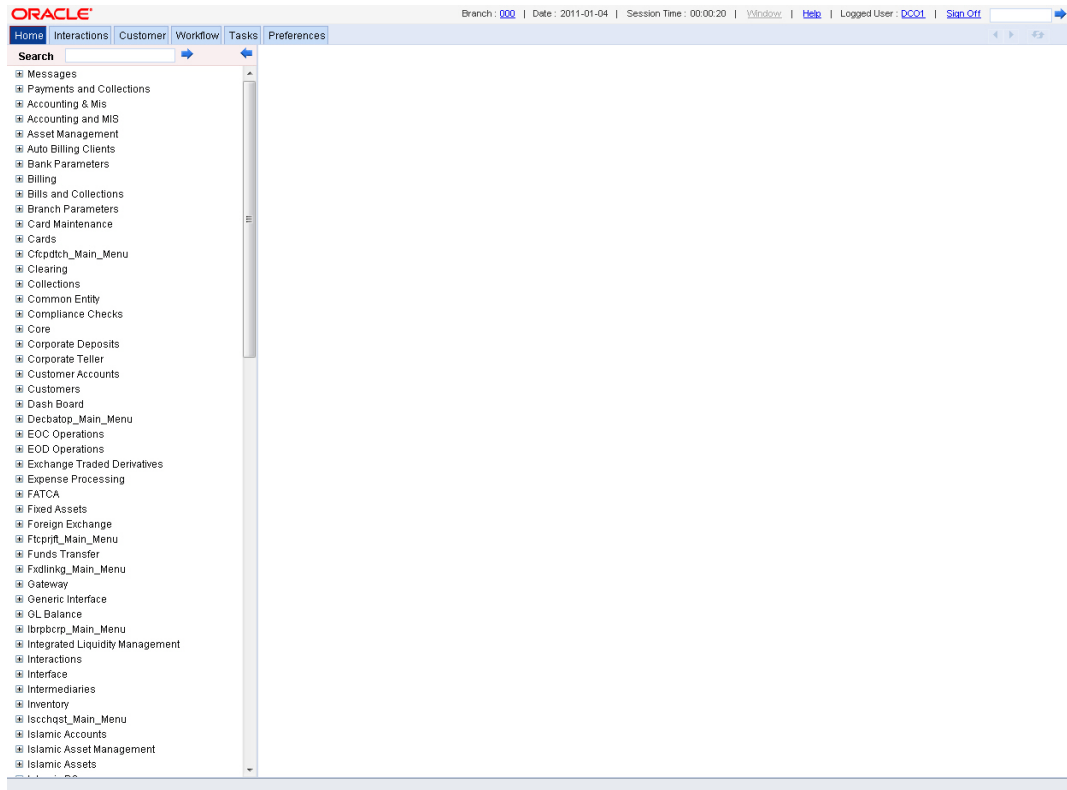 ORACLE
Branch : 000 | Date : 2011-01-04 | Session Time : 00:00:20 | Window | Help | Logged User : DCO1 | Sign Off
Home Interactions Customer Workflow Tasks Preferences
Search
Messages
Payments and Collections
Accounting & Mis
Accounting and MIS
Asset Management
Auto Billing Clients
Bank Parameters
Billing
Bills and Collections
Branch Parameters
Card Maintenance
Cards
Cfcpdtch_Main_Menu
Clearing
Collections
Common Entity
Compliance Checks
Core
Corporate Deposits
Corporate Teller
Customer Accounts
Customers
Dash Board
Decbatop_Main_Menu
EOC Operations
EOD Operations
Exchange Traded Derivatives
Expense Processing
FATCA
Fixed Assets
Foreign Exchange
Ftcprjft_Main_Menu
Funds Transfer
Fxdlinkg_Main_Menu
Gateway
Generic Interface
GL Balance
Ibrpbcrp_Main_Menu
Integrated Liquidity Management
Interactions
Interface
Intermediaries
Inventory
Iscchqst_Main_Menu
Islamic Accounts
Islamic Asset Management
Islamic Assets